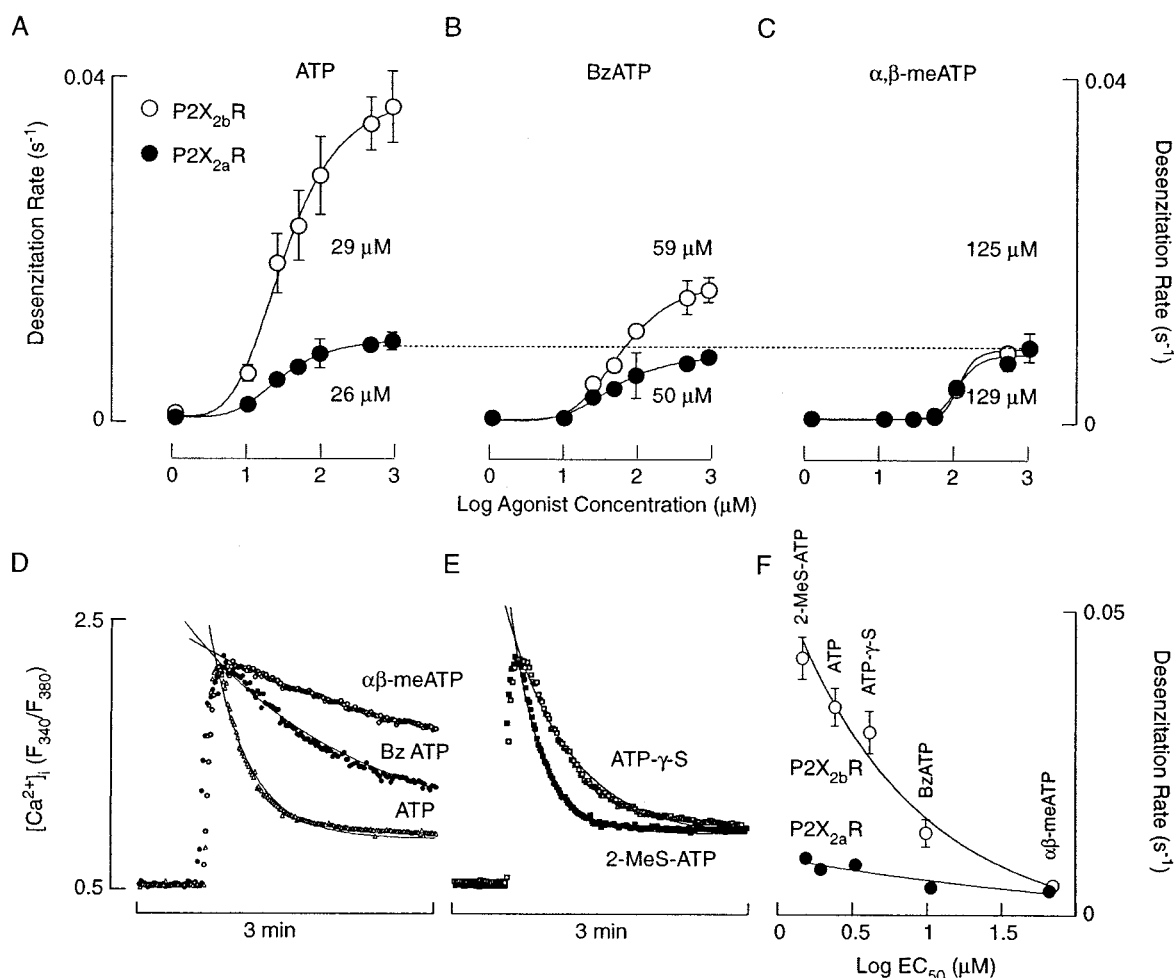 A
B
C
ATP
BzATP
α,β-meATP
0.04
0.04
P2X2bR
P2X2aR
Desenzitation Rate (s-1)
Desenzitation Rate (s-1)
29 μM
59 μM
125 μM
26 μM
50 μM
129 μM
0
0
0 1 2 3
0 1 2 3
0 1 2 3
Log Agonist Concentration (μM)
D
E
F
2.5
0.5
[Ca2+]i (F340/F380)
αβ-meATP
Bz ATP
ATP
3 min
ATP-γ-S
2-MeS-ATP
3 min
2-MeS-ATP
ATP
ATP-γ-S
BzATP
αβ-meATP
P2X2bR
P2X2aR
0.05
0
Desenzitation Rate (s-1)
0 0.5 1 1.5 2
Log EC50 (μM)